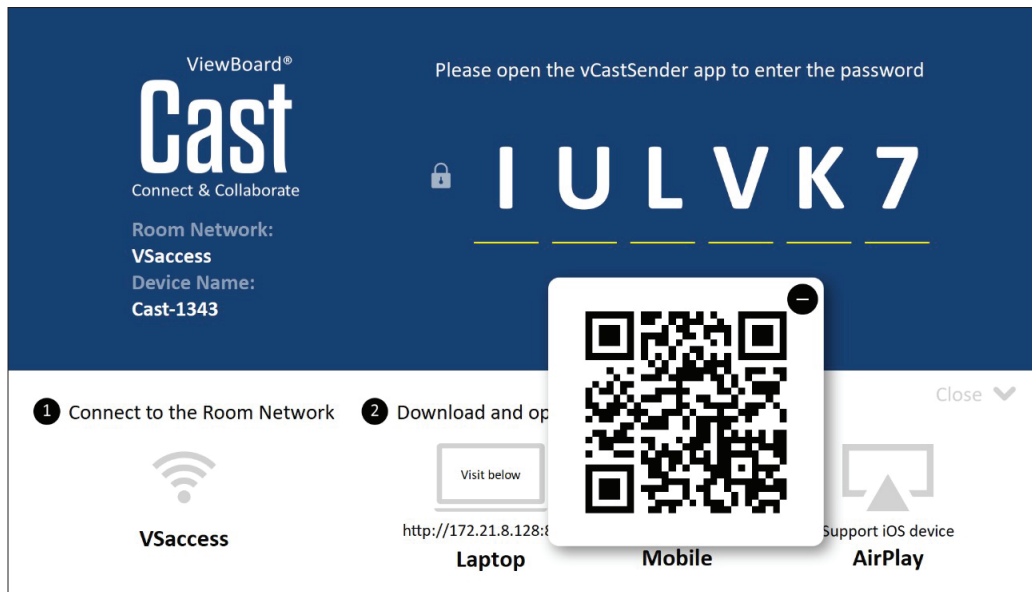 ViewBoard®
Cast
Connect & Collaborate
Room Network:
VSaccess
Device Name:
Cast-1343
Please open the vCastSender app to enter the password
I U L V K 7
Close
1 Connect to the Room Network
2 Download and op
VSaccess
Visit below
http://172.21.8.128:
Laptop
Mobile
Support iOS device
AirPlay